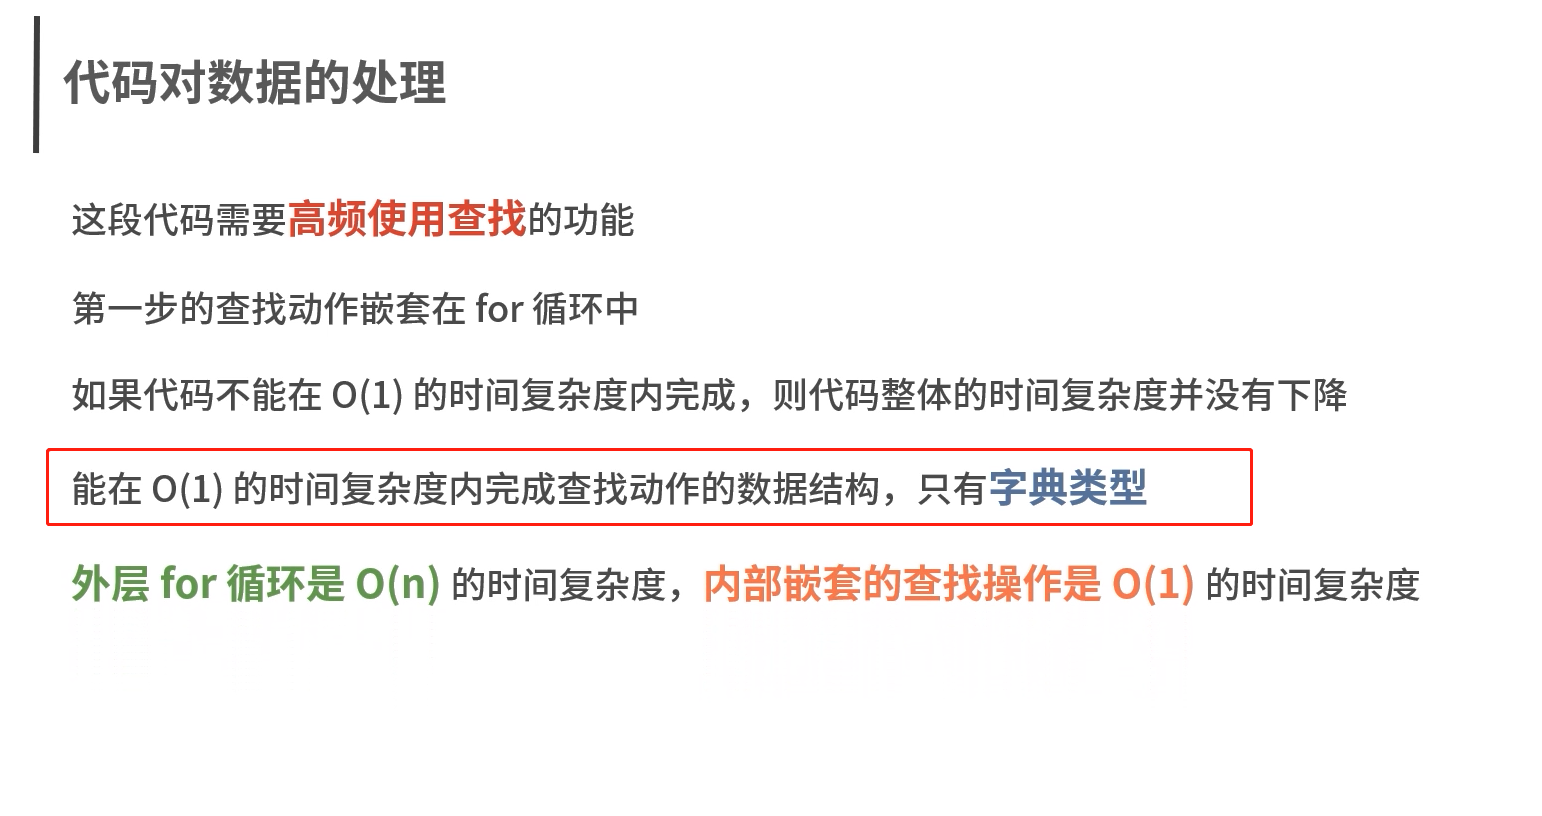 代码对数据的处理
这段代码需要高频使用查找的功能
第一步的查找动作嵌套在 for 循环中
如果代码不能在 O(1) 的时间复杂度内完成，则代码整体的时间复杂度并没有下降
能在 O(1) 的时间复杂度内完成查找动作的数据结构，只有字典类型
外层 for 循环是 O(n) 的时间复杂度，内部嵌套的查找操作是 O(1) 的时间复杂度